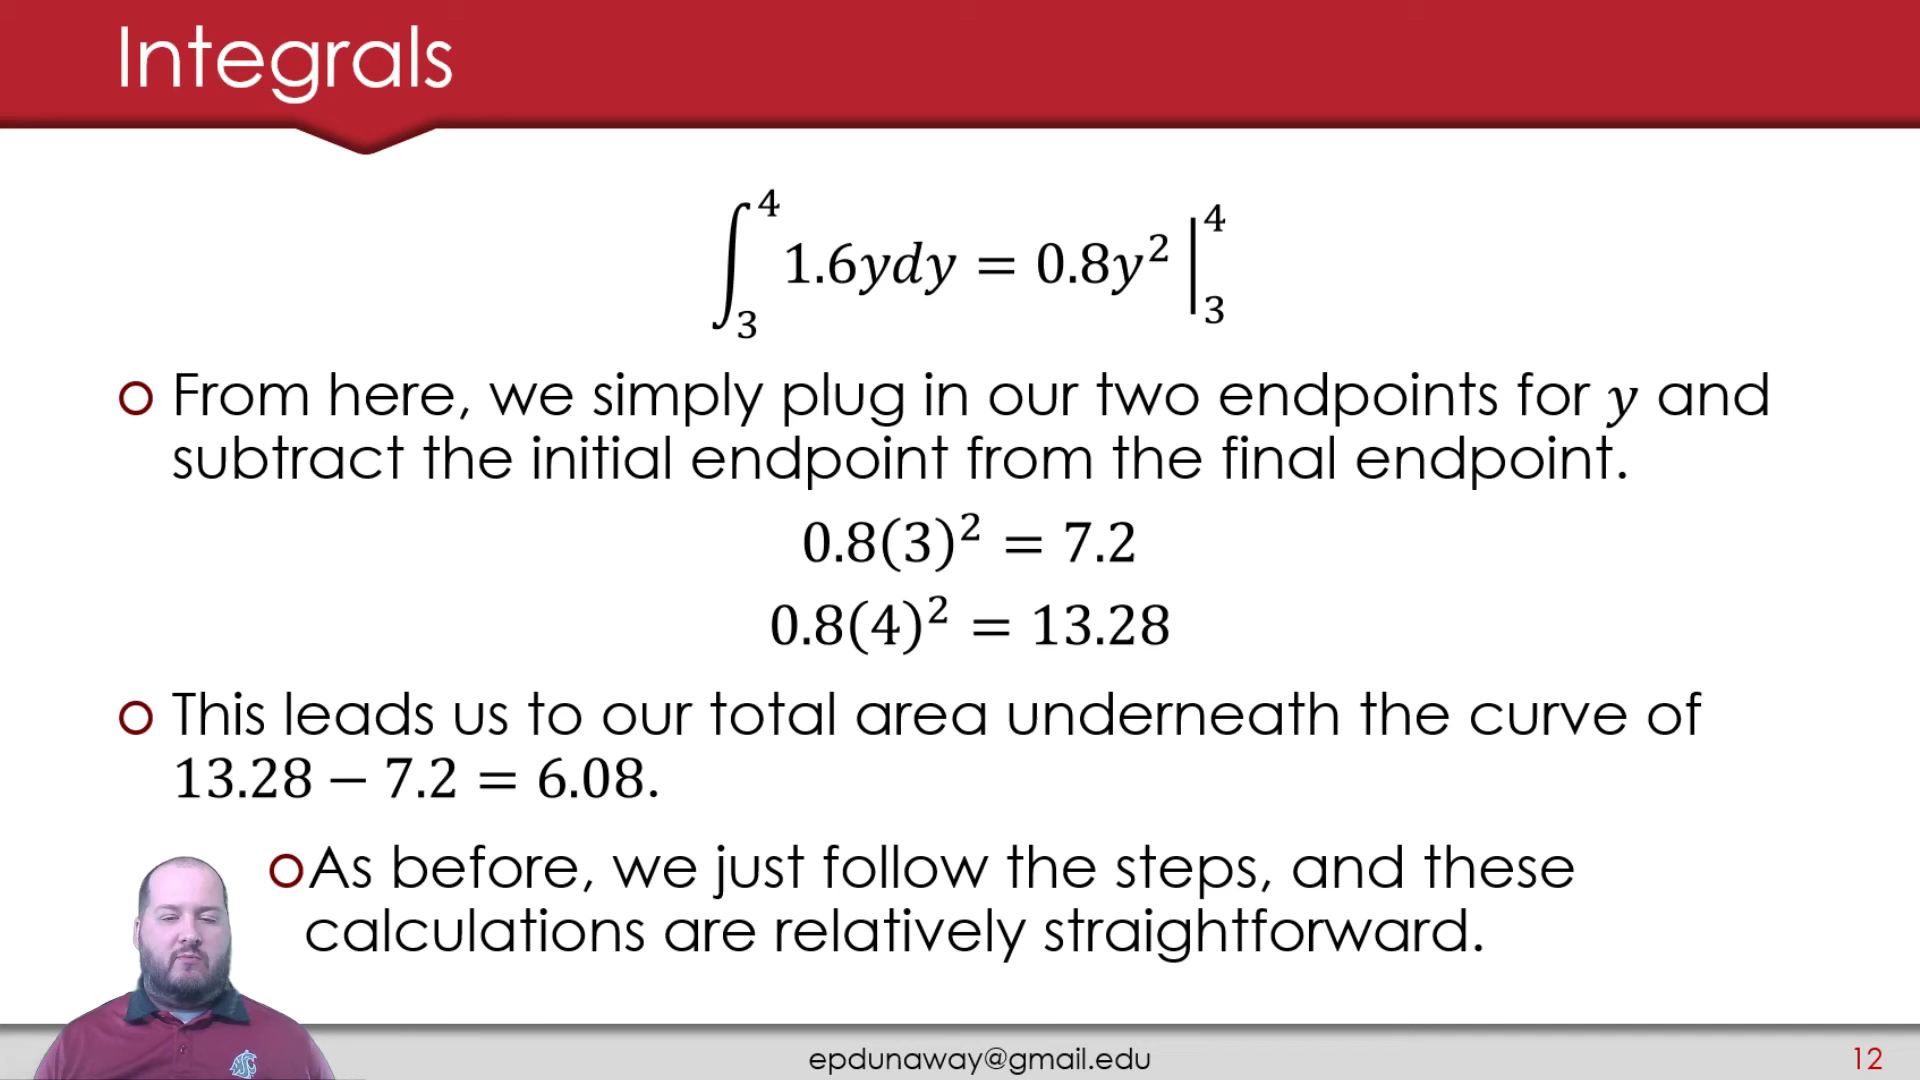 Integrals
∫₃⁴ 1.6ydy = 0.8y² |₃⁴
From here, we simply plug in our two endpoints for y and
subtract the initial endpoint from the final endpoint.
0.8(3)² = 7.2
0.8(4)² = 13.28
This leads us to our total area underneath the curve of
13.28 − 7.2 = 6.08.
As before, we just follow the steps, and these
calculations are relatively straightforward.
epdunaway@gmail.edu
12